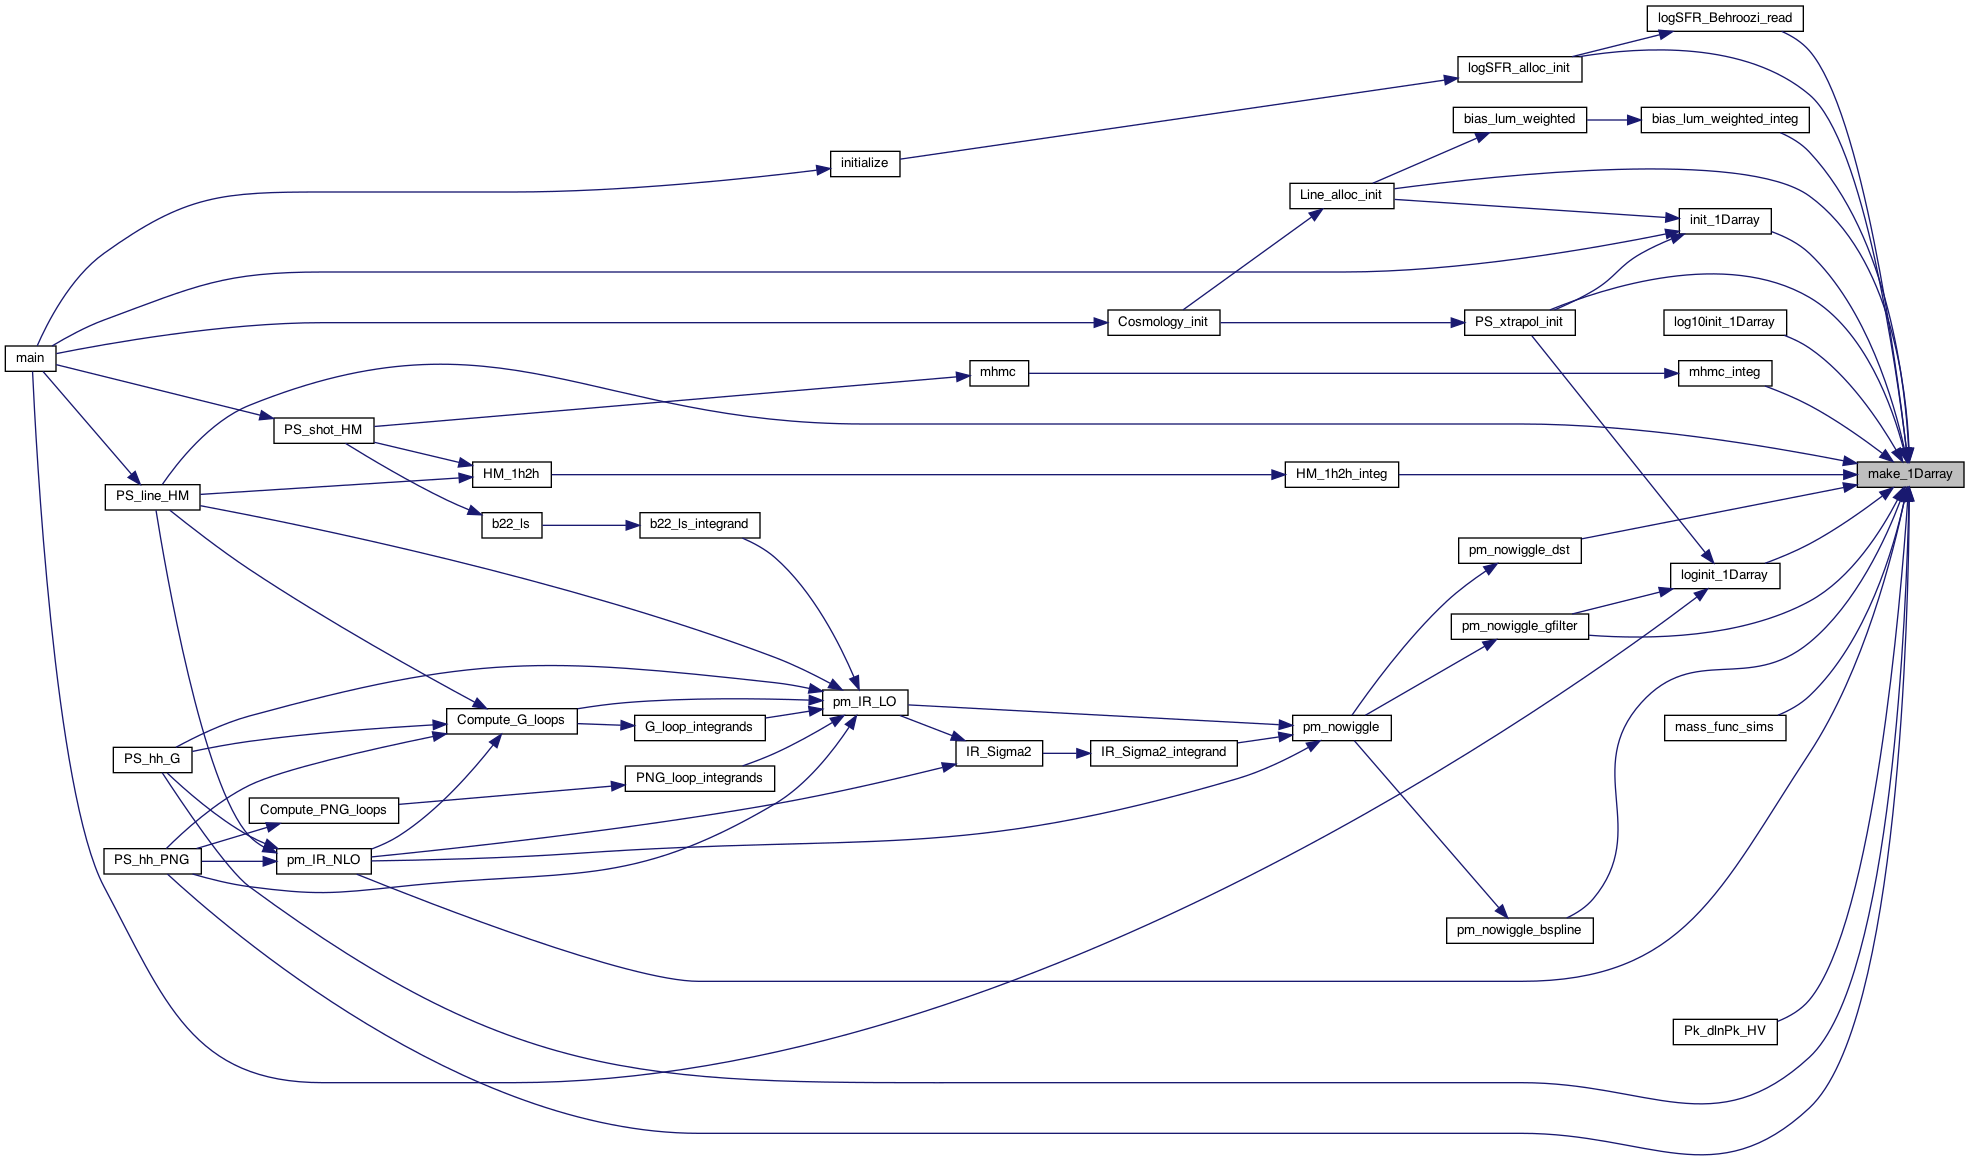 logSFR_Behroozi_read
logSFR_alloc_init
bias_lum_weighted
bias_lum_weighted_integ
initialize
Line_alloc_init
init_1Darray
Cosmology_init
PS_xtrapol_init
log10init_1Darray
main
mhmc
mhmc_integ
PS_shot_HM
HM_1h2h
HM_1h2h_integ
make_1Darray
PS_line_HM
b22_ls
b22_ls_integrand
pm_nowiggle_dst
loginit_1Darray
pm_nowiggle_gfilter
pm_IR_LO
Compute_G_loops
G_loop_integrands
pm_nowiggle
mass_func_sims
PS_hh_G
IR_Sigma2
IR_Sigma2_integrand
PNG_loop_integrands
Compute_PNG_loops
PS_hh_PNG
pm_IR_NLO
pm_nowiggle_bspline
Pk_dlnPk_HV